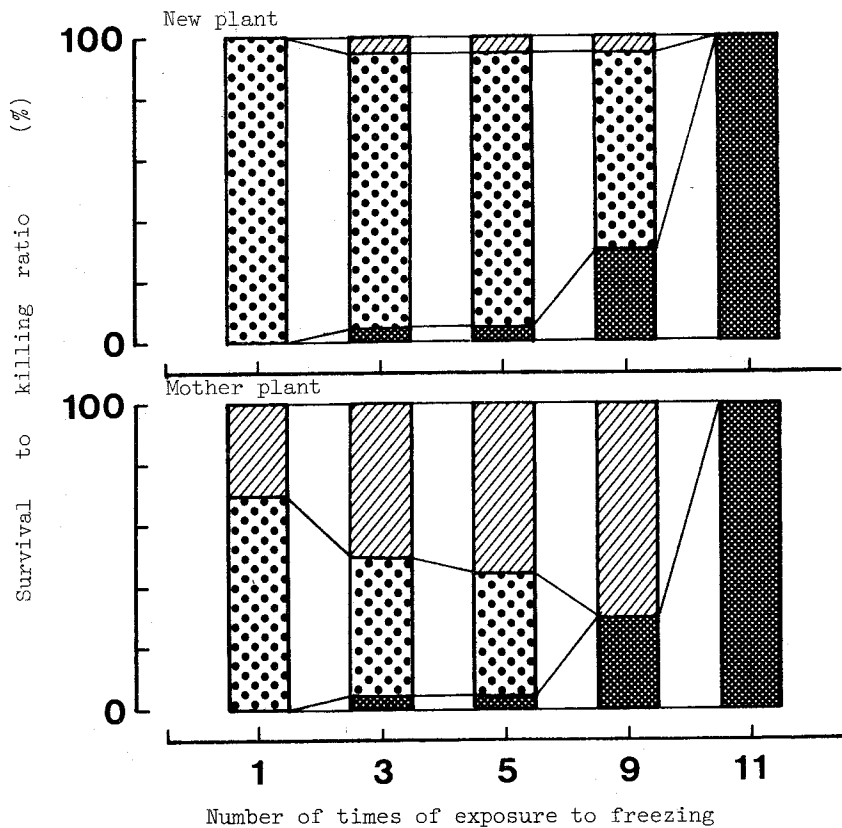 New plant
100
0
Mother plant
100
0
Survival to killing ratio (%)
1 3 5 9 11
Number of times of exposure to freezing